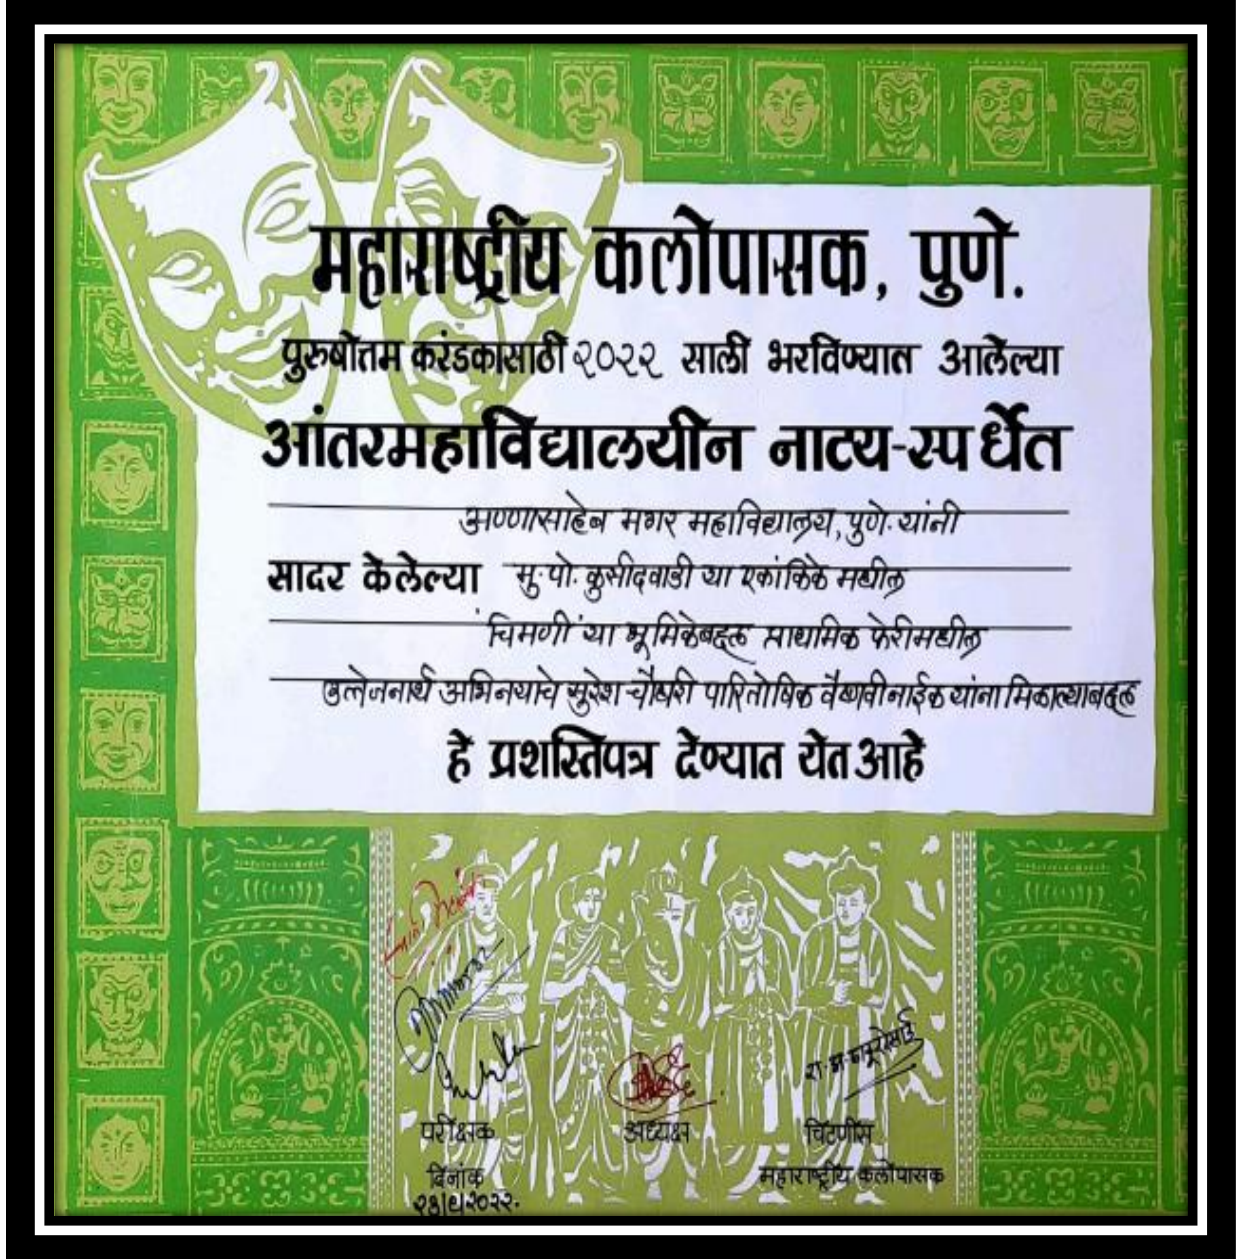 महाराष्ट्रीय कलोपासक, पुणे.
पुरुषोत्तम करंडकासाठी २०२२ साली भरविण्यात आलेल्या
आंतरमहाविद्यालयीन नाट्य-स्पर्धेत
अण्णासाहेब मगर महाविद्यालय, पुणे. यांनी
सादर केलेल्या मु. पो. कुसीदवाडी या एकांकिके मधील
'चिमणी' या भूमिकेबद्दल प्राथमिक फेरीमधील
उत्तेजनार्थ अभिनयाचे सुरेश चौधरी पारितोषिक वैष्णवी नाईक यांना मिळाल्याबद्दल
हे प्रशस्तिपत्र देण्यात येत आहे
परीक्षक अध्यक्ष चिटणीस
दिनांक महाराष्ट्रीय कलोपासक